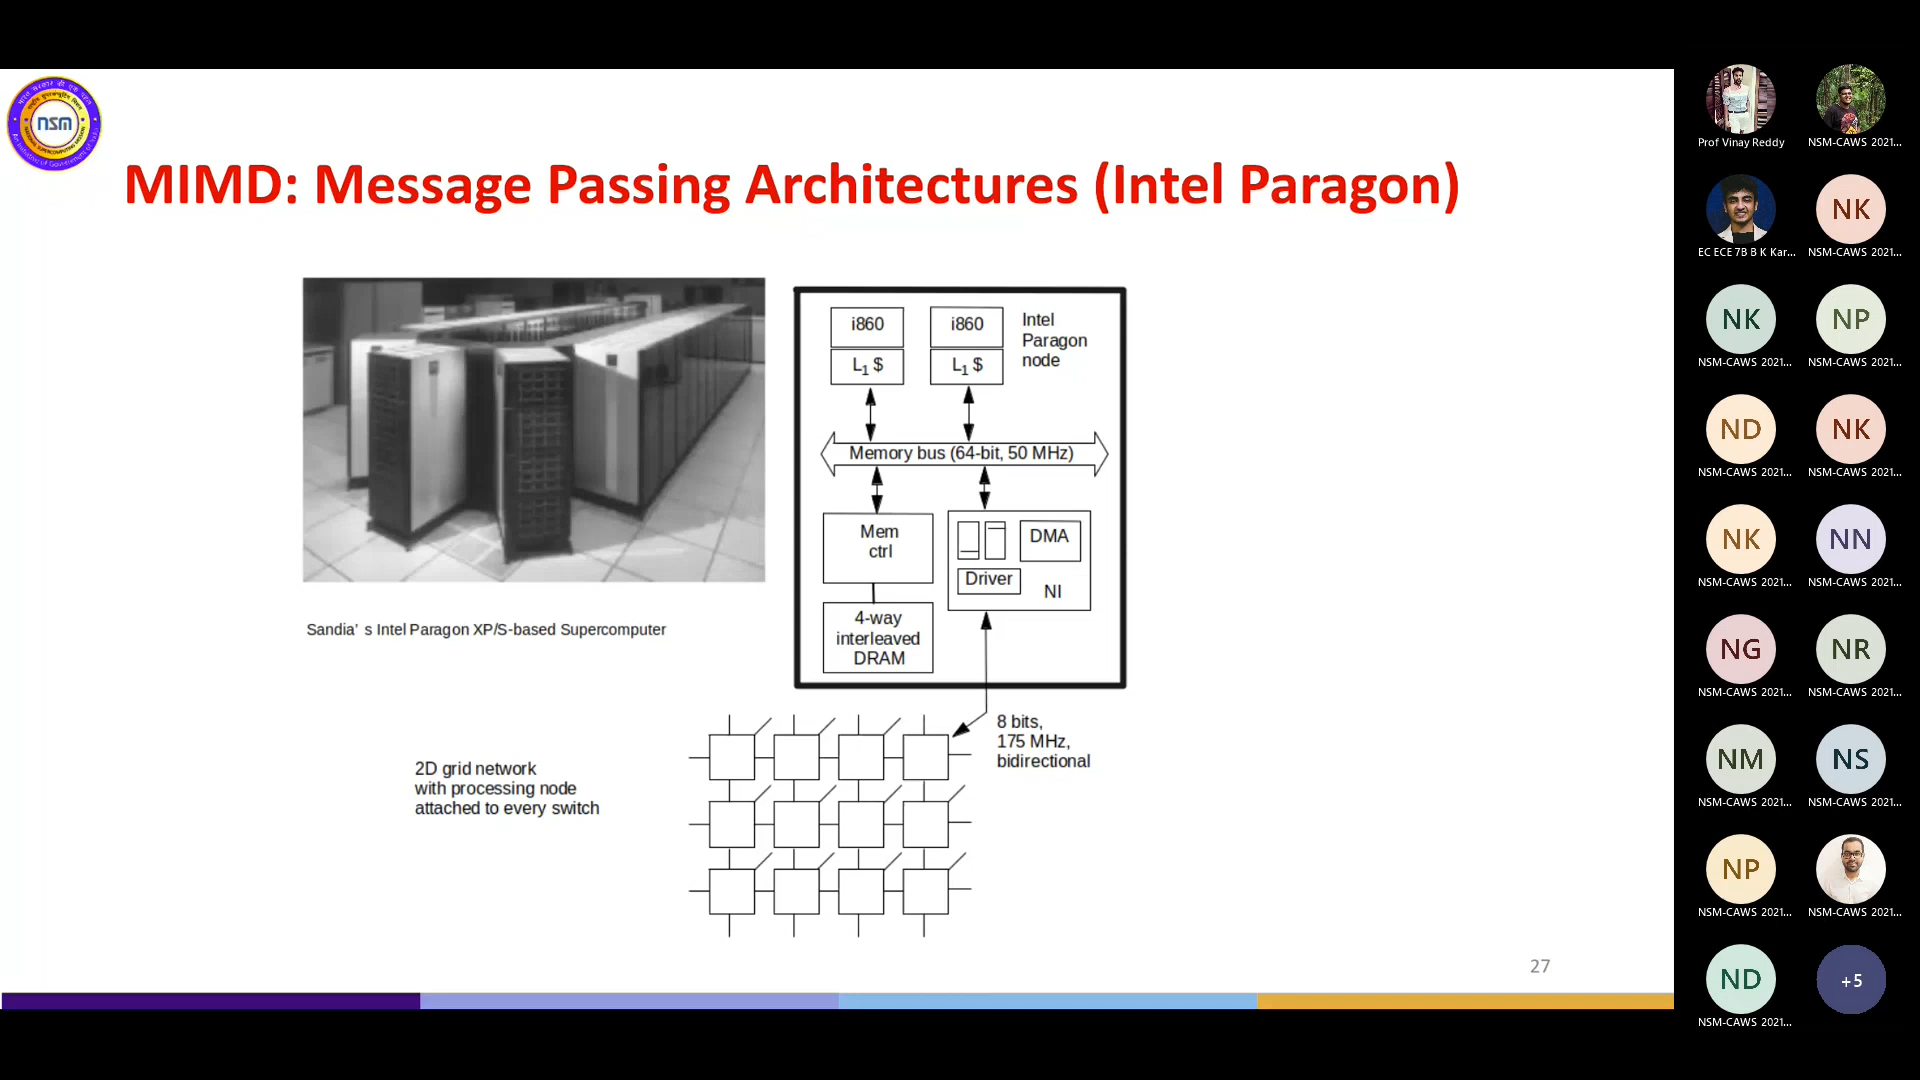 nsm
MIMD: Message Passing Architectures (Intel Paragon)
Sandia' s Intel Paragon XP/S-based Supercomputer
i860
L1 $
i860
L1 $
Intel
Paragon
node
Memory bus (64-bit, 50 MHz)
Mem
ctrl
4-way
interleaved
DRAM
DMA
Driver
NI
8 bits,
175 MHz,
bidirectional
2D grid network
with processing node
attached to every switch
27
Prof Vinay Reddy
NSM-CAWS 2021...
EC ECE 7B B K Kar...
NK
NSM-CAWS 2021...
NK
NSM-CAWS 2021...
NP
NSM-CAWS 2021...
ND
NSM-CAWS 2021...
NK
NSM-CAWS 2021...
NK
NSM-CAWS 2021...
NN
NSM-CAWS 2021...
NG
NSM-CAWS 2021...
NR
NSM-CAWS 2021...
NM
NSM-CAWS 2021...
NS
NSM-CAWS 2021...
NP
NSM-CAWS 2021...
NSM-CAWS 2021...
ND
NSM-CAWS 2021...
+5